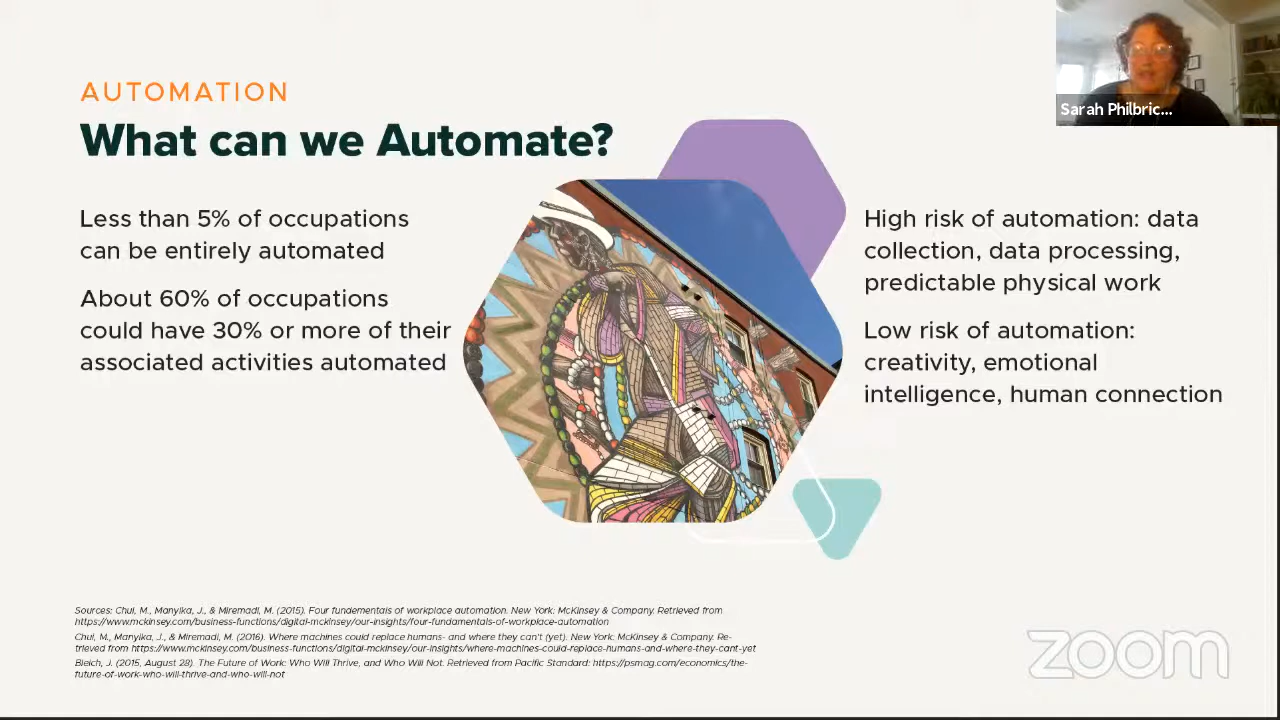 AUTOMATION
What can we Automate?
Less than 5% of occupations
can be entirely automated
About 60% of occupations
could have 30% or more of their
associated activities automated
High risk of automation: data
collection, data processing,
predictable physical work
Low risk of automation:
creativity, emotional
intelligence, human connection
Sarah Philbric...
Sources: Chui, M., Manyika, J., & Miremadi, M. (2015). Four fundementals of workplace automation. New York: McKinsey & Company. Retrieved from
https://www.mckinsey.com/business-functions/digital-mckinsey/our-insights/four-fundamentals-of-workplace-automation
Chui, M., Manyika, J., & Miremadi, M. (2016). Where machines could replace humans- and where they can't (yet). New York: McKinsey & Company. Re-
trieved from https://www.mckinsey.com/business-functions/digital-mckinsey/our-insights/where-machines-could-replace-humans-and-where-they-cant-yet
Bleich, J. (2015, August 28). The Future of Work: Who Will Thrive, and Who Will Not. Retrieved from Pacific Standard: https://psmag.com/economics/the-
future-of-work-who-will-thrive-and-who-will-not
zoom